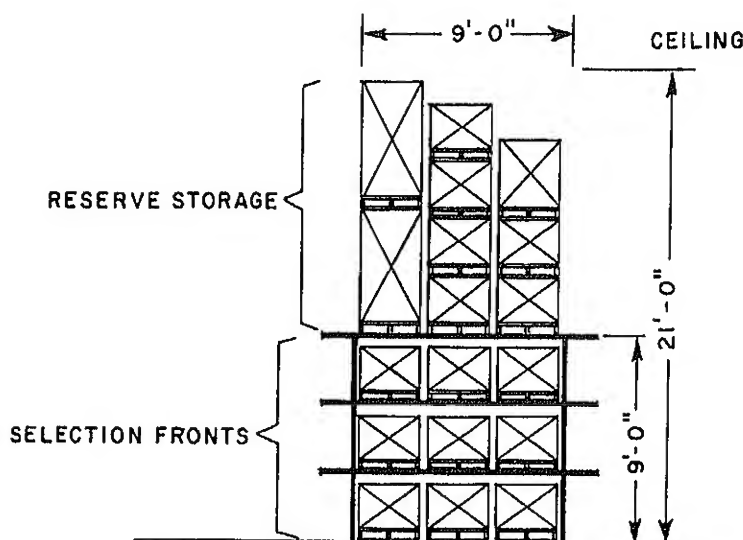 9'-0"
CEILING
RESERVE STORAGE
21'-0"
9'-0"
SELECTION FRONTS